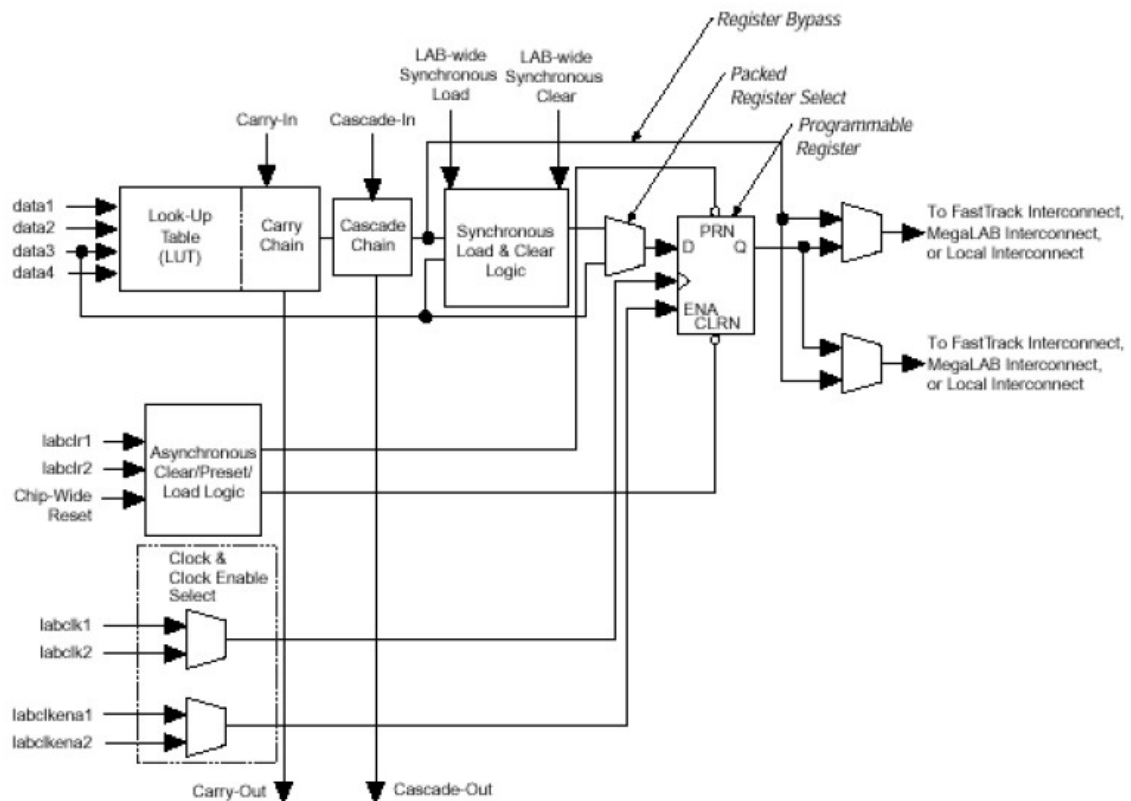 Register Bypass
LAB-wide
Synchronous
Load
LAB-wide
Synchronous
Clear
Packed
Register Select
Programmable
Register
Carry-In
Cascade-In
data1
data2
data3
data4
Look-Up
Table
(LUT)
Carry
Chain
Cascade
Chain
Synchronous
Load & Clear
Logic
PRN
D
Q
ENA
CLRN
To FastTrack Interconnect,
MegaLAB Interconnect,
or Local Interconnect
To FastTrack Interconnect,
MegaLAB Interconnect,
or Local Interconnect
labclr1
labclr2
Chip-Wide
Reset
Asynchronous
Clear/Preset/
Load Logic
Clock &
Clock Enable
Select
labclk1
labclk2
labclkena1
labclkena2
Carry-Out
Cascade-Out